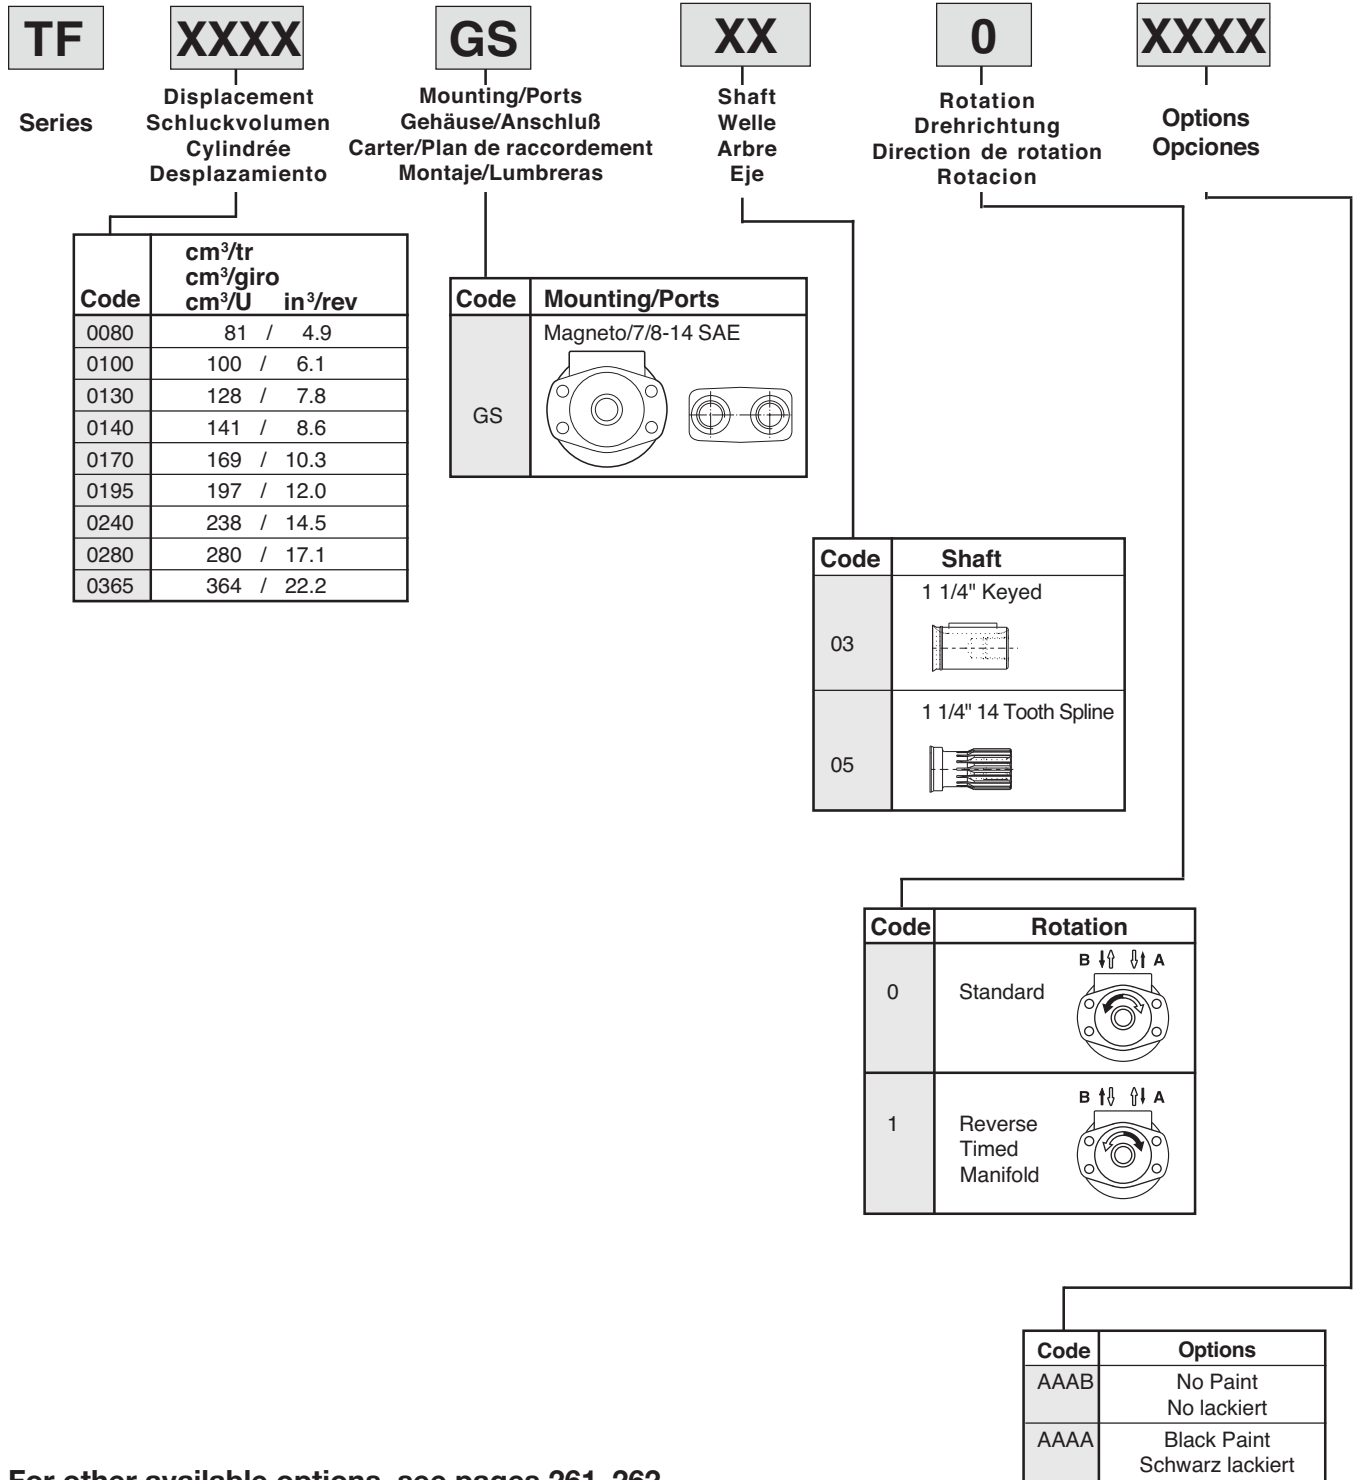 TF XXXX GS XX 0 XXXX
Series
Displacement
Schluckvolumen
Cylindrée
Desplazamiento
Mounting/Ports
Gehäuse/Anschluß
Carter/Plan de raccordement
Montaje/Lumbreras
Shaft
Welle
Arbre
Eje
Rotation
Drehrichtung
Direction de rotation
Rotacion
Options
Opciones
cm³/tr
cm³/giro
Code cm³/U in³/rev
0080 81 / 4.9
0100 100 / 6.1
0130 128 / 7.8
0140 141 / 8.6
0170 169 / 10.3
0195 197 / 12.0
0240 238 / 14.5
0280 280 / 17.1
0365 364 / 22.2
Code Mounting/Ports
Magneto/7/8-14 SAE
GS
Code Shaft
1 1/4" Keyed
03
1 1/4" 14 Tooth Spline
05
Code Rotation
B A
0 Standard
B A
1 Reverse
Timed
Manifold
Code Options
AAAB No Paint
No lackiert
AAAA Black Paint
Schwarz lackiert
For other available options, see pages 261, 262